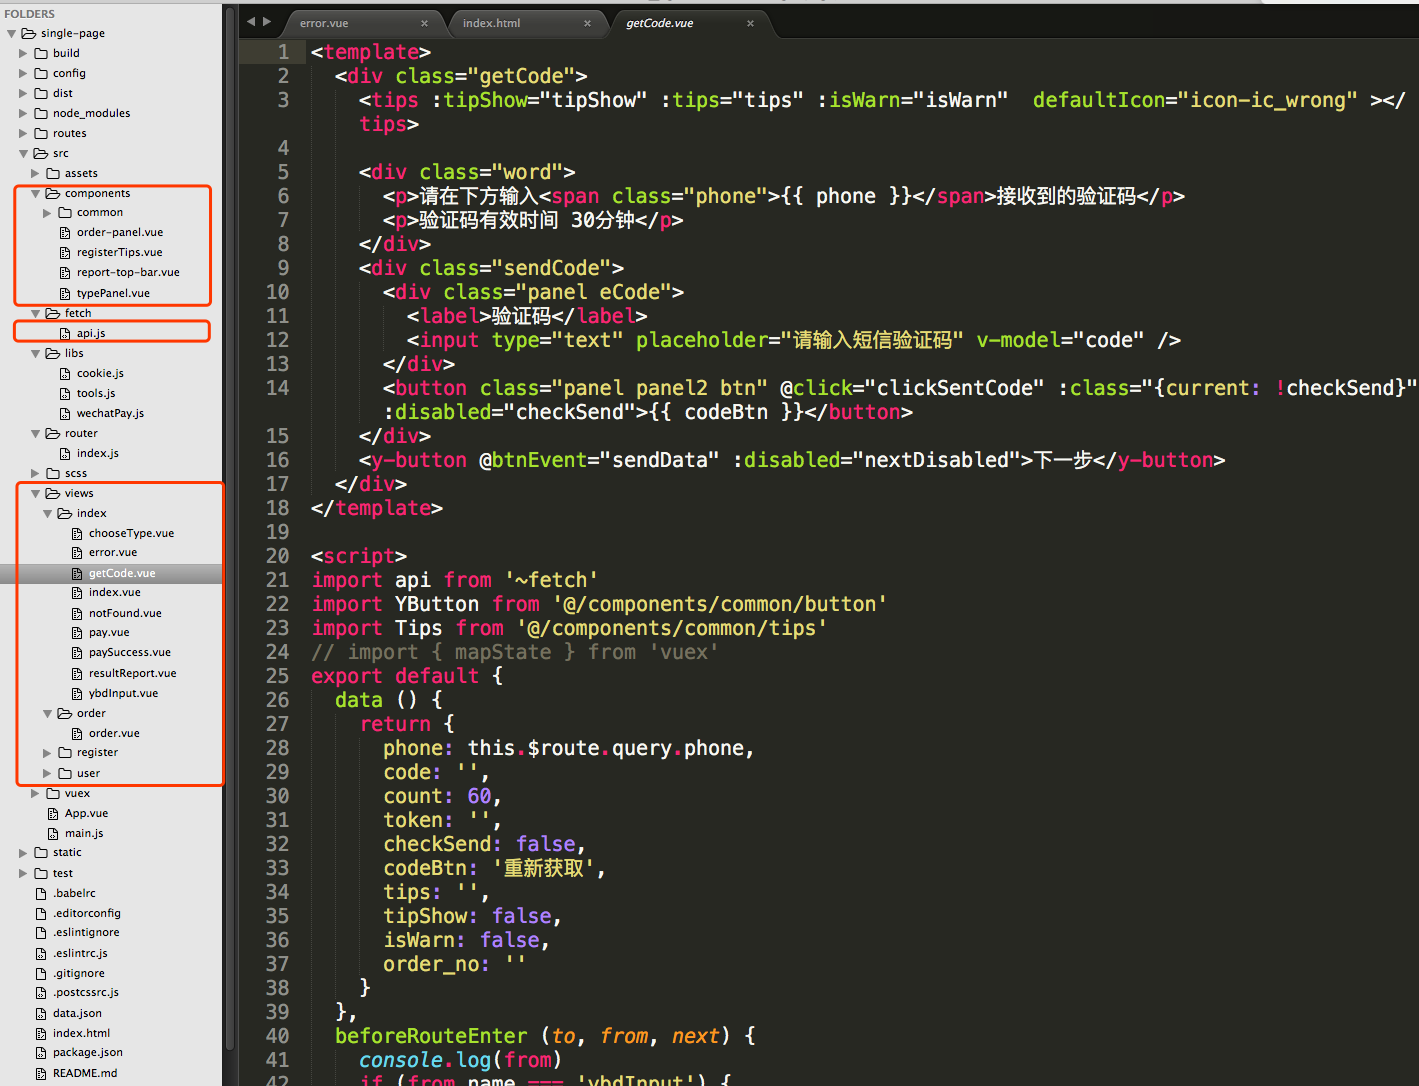 FOLDERS
single-page
build
config
dist
node_modules
routes
src
assets
components
common
order-panel.vue
registerTips.vue
report-top-bar.vue
typePanel.vue
fetch
api.js
libs
cookie.js
tools.js
wechatPay.js
router
index.js
scss
views
index
chooseType.vue
error.vue
getCode.vue
index.vue
notFound.vue
pay.vue
paySuccess.vue
resultReport.vue
ybdInput.vue
order
order.vue
register
user
vuex
App.vue
main.js
static
test
.babelrc
.editorconfig
.eslintignore
.eslintrc.js
.gitignore
.postcssrc.js
data.json
index.html
package.json
README.md
error.vue × index.html × getCode.vue ×
1 <template>
2 <div class="getCode">
3 <tips :tipShow="tipShow" :tips="tips" :isWarn="isWarn"  defaultIcon="icon-ic_wrong" ></
tips>
4
5 <div class="word">
6 <p>请在下方输入<span class="phone">{{ phone }}</span>接收到的验证码</p>
7 <p>验证码有效时间 30分钟</p>
8 </div>
9 <div class="sendCode">
10 <div class="panel eCode">
11 <label>验证码</label>
12 <input type="text" placeholder="请输入短信验证码" v-model="code" />
13 </div>
14 <button class="panel panel2 btn" @click="clickSentCode" :class="{current: !checkSend}"
:disabled="checkSend">{{ codeBtn }}</button>
15 </div>
16 <y-button @btnEvent="sendData" :disabled="nextDisabled">下一步</y-button>
17 </div>
18 </template>
19
20 <script>
21 import api from '~fetch'
22 import YButton from '@/components/common/button'
23 import Tips from '@/components/common/tips'
24 // import { mapState } from 'vuex'
25 export default {
26 data () {
27 return {
28 phone: this.$route.query.phone,
29 code: '',
30 count: 60,
31 token: '',
32 checkSend: false,
33 codeBtn: '重新获取',
34 tips: '',
35 tipShow: false,
36 isWarn: false,
37 order_no: ''
38 }
39 },
40 beforeRouteEnter (to, from, next) {
41 console.log(from)
42 if (from.name === 'ybdInput') {